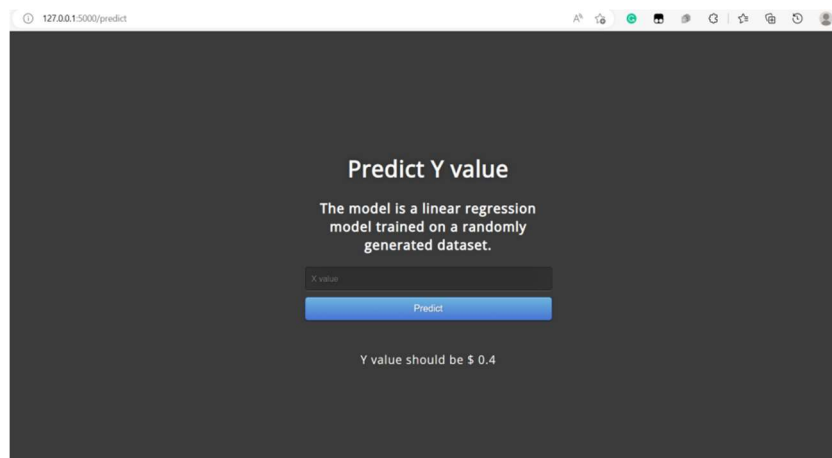 127.0.0.1:5000/predict
Predict Y value
The model is a linear regression
model trained on a randomly
generated dataset.
X value
Predict
Y value should be $ 0.4